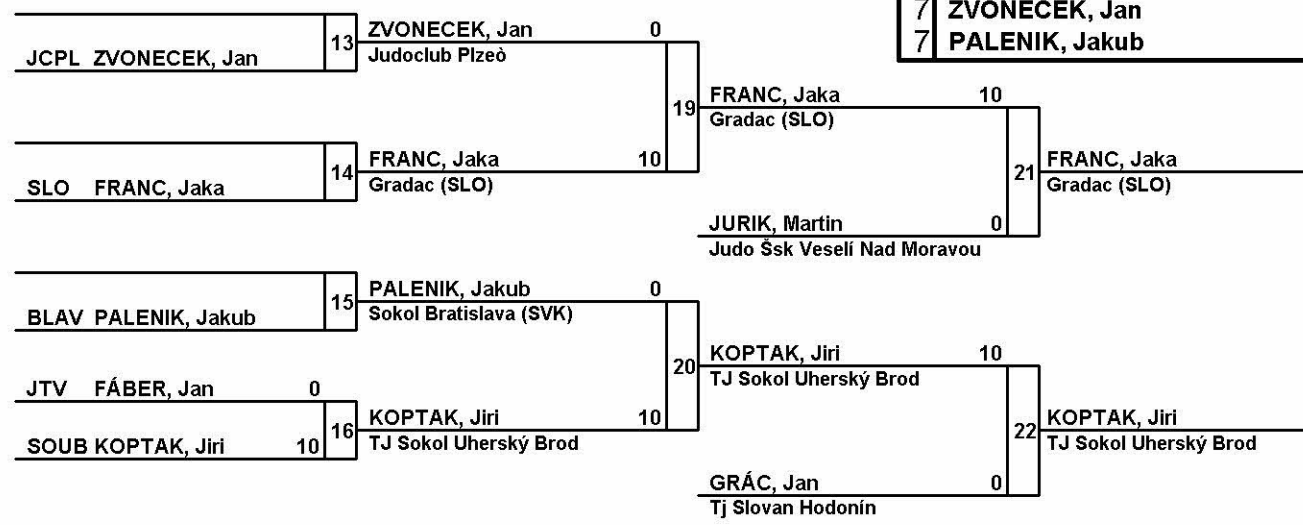 7 ZVONECEK, Jan
7 PALENIK, Jakub
ZVONECEK, Jan 0
JCPL ZVONECEK, Jan 13
Judoclub Plzeò
FRANC, Jaka 10
19
Gradac (SLO)
FRANC, Jaka 10
14
SLO FRANC, Jaka
Gradac (SLO)
FRANC, Jaka
21
Gradac (SLO)
JURIK, Martin 0
Judo Šsk Veselí Nad Moravou
PALENIK, Jakub 0
15
BLAV PALENIK, Jakub
Sokol Bratislava (SVK)
KOPTAK, Jiri 10
20
TJ Sokol Uherský Brod
JTV FÁBER, Jan 0
KOPTAK, Jiri 10
16
SOUB KOPTAK, Jiri 10
TJ Sokol Uherský Brod
KOPTAK, Jiri
22
TJ Sokol Uherský Brod
GRÁC, Jan 0
Tj Slovan Hodonín